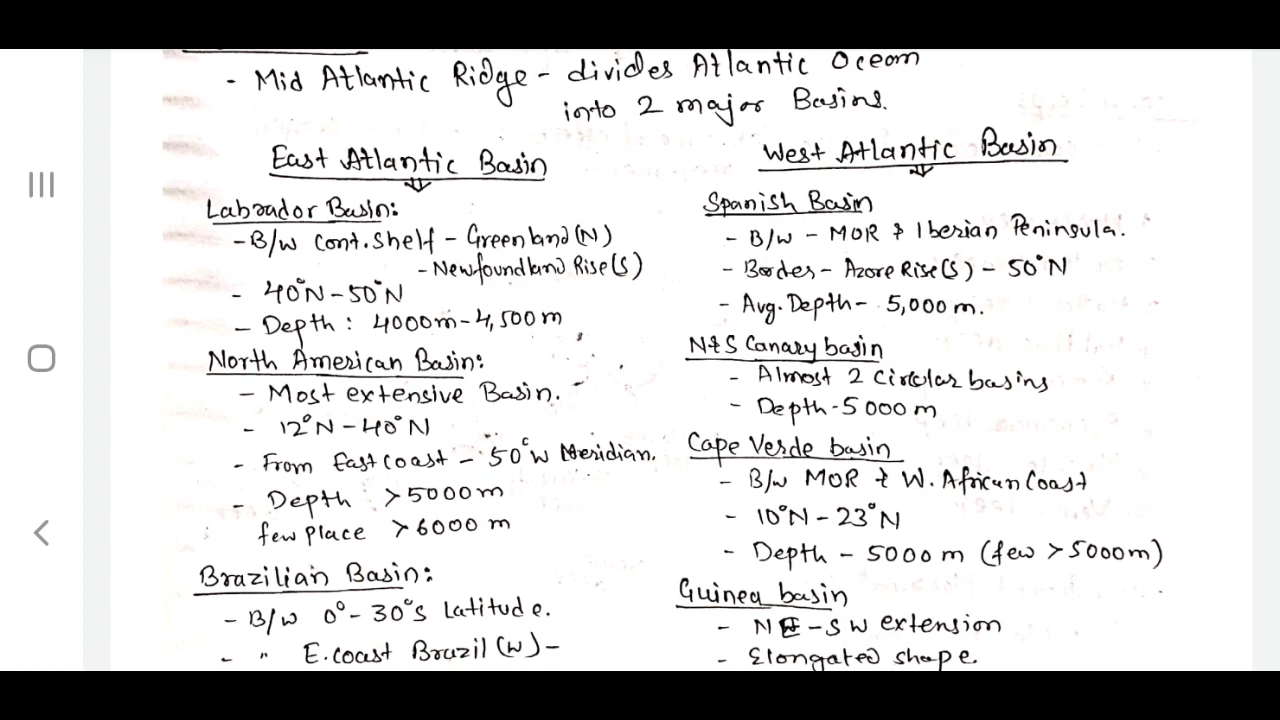 - Mid Atlantic Ridge - divides Atlantic Ocean
into 2 major Basins.
East Atlantic Basin
Labrador Basin:
- B/w Cont. Shelf - Greenland (N)
- Newfoundland Rise (S)
- 40°N - 50°N
- Depth : 4000m - 4,500m
North American Basin:
- Most extensive Basin.
- 12°N - 40°N
- From East coast - 50°W Meridian.
- Depth > 5000m
few place > 6000 m
Brazilian Basin:
- B/w 0° - 30°S Latitude.
- " E. coast Brazil (W) -
West Atlantic Basin
Spanish Basin
- B/w - MOR & Iberian Peninsula.
- Border - Azore Rise (S) - 50°N
- Avg. Depth - 5,000 m.
N & S Canary basin
- Almost 2 Circular basins
- Depth - 5000 m
Cape Verde basin
- B/w MOR & W. African Coast
- 10°N - 23°N
- Depth - 5000 m (few > 5000m)
Guinea basin
- NE - SW extension
- Elongated shape.